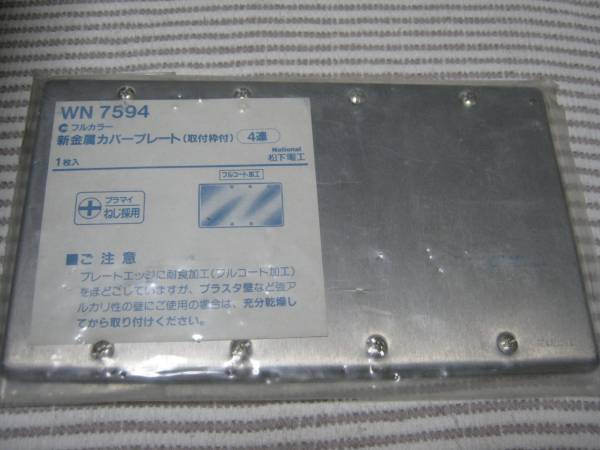 WN 7594
フルカラー
新金属カバープレート(取付枠付) 4連
1枚入
National
松下電工
フルコート加工
プラマイ
ねじ採用
■ご注意
プレートエッジに耐食加工(フルコート加工)
をほどこしていますが、プラスタ壁など強ア
ルカリ性の壁にご使用の場合は、充分乾燥し
てから取り付けください。